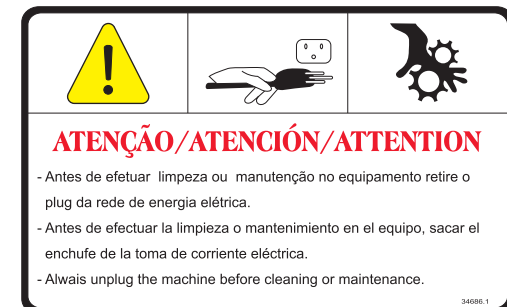 ATENÇÃO/ATENCIÓN/ATTENTION
- Antes de efetuar limpeza ou manutenção no equipamento retire o
plug da rede de energia elétrica.
- Antes de efectuar la limpieza o mantenimiento en el equipo, sacar el
enchufe de la toma de corriente eléctrica.
- Alwais unplug the machine before cleaning or maintenance.
34686.1